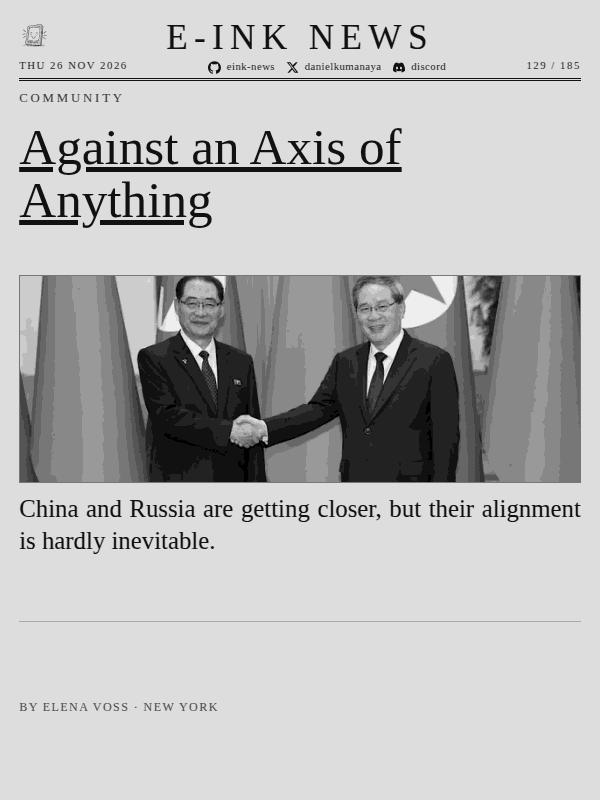 E-INK NEWS
THU 26 NOV 2026
eink-news danielkumanaya discord
129 / 185
COMMUNITY
Against an Axis of
Anything
China and Russia are getting closer, but their alignment
is hardly inevitable.
BY ELENA VOSS · NEW YORK